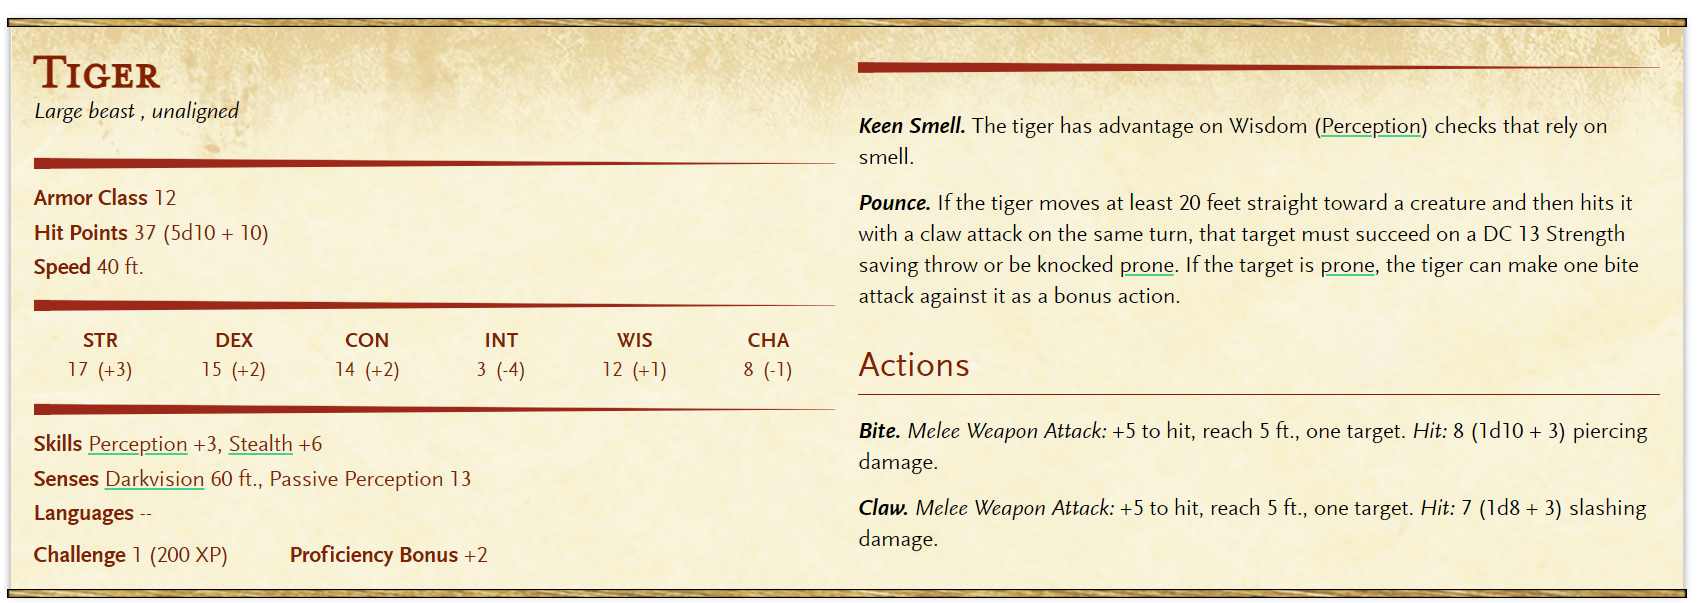 Tiger
Large beast , unaligned
Armor Class 12
Hit Points 37 (5d10 + 10)
Speed 40 ft.
STR DEX CON INT WIS CHA
17 (+3) 15 (+2) 14 (+2) 3 (-4) 12 (+1) 8 (-1)
Skills Perception +3, Stealth +6
Senses Darkvision 60 ft., Passive Perception 13
Languages --
Challenge 1 (200 XP) Proficiency Bonus +2
Keen Smell. The tiger has advantage on Wisdom (Perception) checks that rely on
smell.
Pounce. If the tiger moves at least 20 feet straight toward a creature and then hits it
with a claw attack on the same turn, that target must succeed on a DC 13 Strength
saving throw or be knocked prone. If the target is prone, the tiger can make one bite
attack against it as a bonus action.
Actions
Bite. Melee Weapon Attack: +5 to hit, reach 5 ft., one target. Hit: 8 (1d10 + 3) piercing
damage.
Claw. Melee Weapon Attack: +5 to hit, reach 5 ft., one target. Hit: 7 (1d8 + 3) slashing
damage.